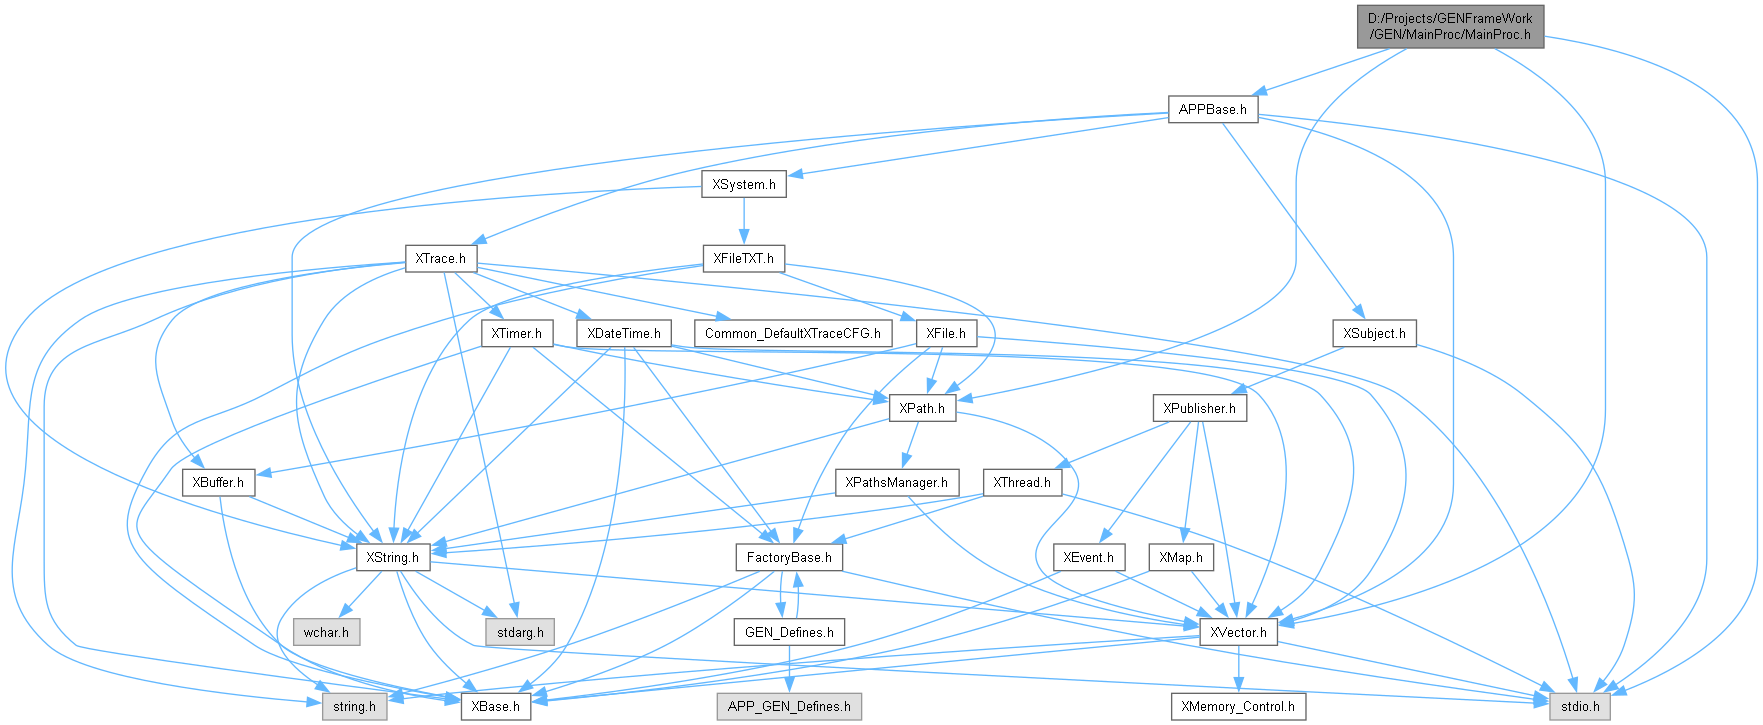 D:/Projects/GENFrameWork
/GEN/MainProc/MainProc.h
APPBase.h
XSystem.h
XTrace.h
XFileTXT.h
XTimer.h
XDateTime.h
Common_DefaultXTraceCFG.h
XFile.h
XSubject.h
XPath.h
XPublisher.h
XBuffer.h
XPathsManager.h
XThread.h
XString.h
FactoryBase.h
XEvent.h
XMap.h
wchar.h
stdarg.h
GEN_Defines.h
XVector.h
string.h
XBase.h
APP_GEN_Defines.h
XMemory_Control.h
stdio.h